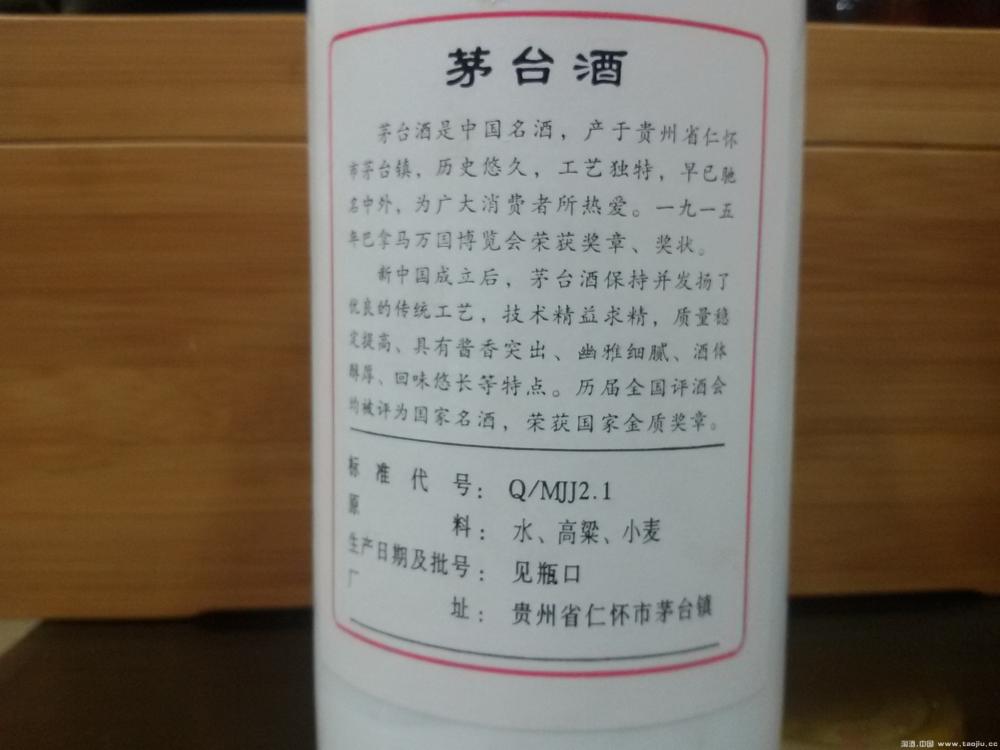 茅台酒
茅台酒是中国名酒，产于贵州省仁怀
市茅台镇，历史悠久，工艺独特，早已驰
名中外，为广大消费者所热爱。一九一五
年巴拿马万国博览会荣获奖章、奖状。
新中国成立后，茅台酒保持并发扬了
优良的传统工艺，技术精益求精，质量稳
定提高、具有酱香突出、幽雅细腻、酒体
醇厚、回味悠长等特点。历届全国评酒会
均被评为国家名酒，荣获国家金质奖章。
标准代号：Q/MJJ2.1
原料：水、高粱、小麦
生产日期及批号：见瓶口
厂址：贵州省仁怀市茅台镇
淘酒.中国 www.taojiu.cc